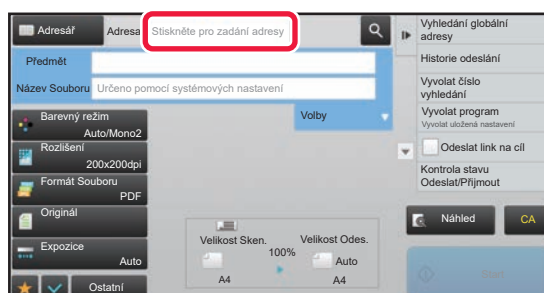 Adresář
Adresa
Stiskněte pro zadání adresy
Předmět
Název Souboru
Určeno pomocí systémových nastavení
Barevný režim
Auto/Mono2
Rozlišení
200x200dpi
Formát Souboru
PDF
Originál
Expozice
Auto
Ostatní
Volby
Velikost Sken.
100%
Velikost Odes.
Auto
A4
A4
Vyhledání globální
adresy
Historie odeslání
Vyvolat číslo
vyhledání
Vyvolat program
Vyvolat uložená nastavení
Odeslat link na cíl
Kontrola stavu
Odeslat/Přijmout
Náhled
CA
Start